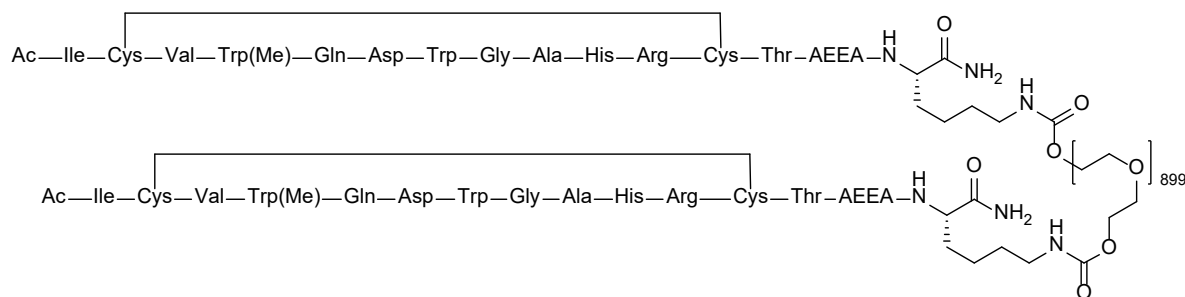 O
Ac—Ile—Cys—Val—Trp(Me)—Gln—Asp—Trp—Gly—Ala—His—Arg—Cys—Thr—AEEA—N
H
NH2
H
N
O
O
O
899
O
Ac—Ile—Cys—Val—Trp(Me)—Gln—Asp—Trp—Gly—Ala—His—Arg—Cys—Thr—AEEA—N
H
NH2
H
N
O
O